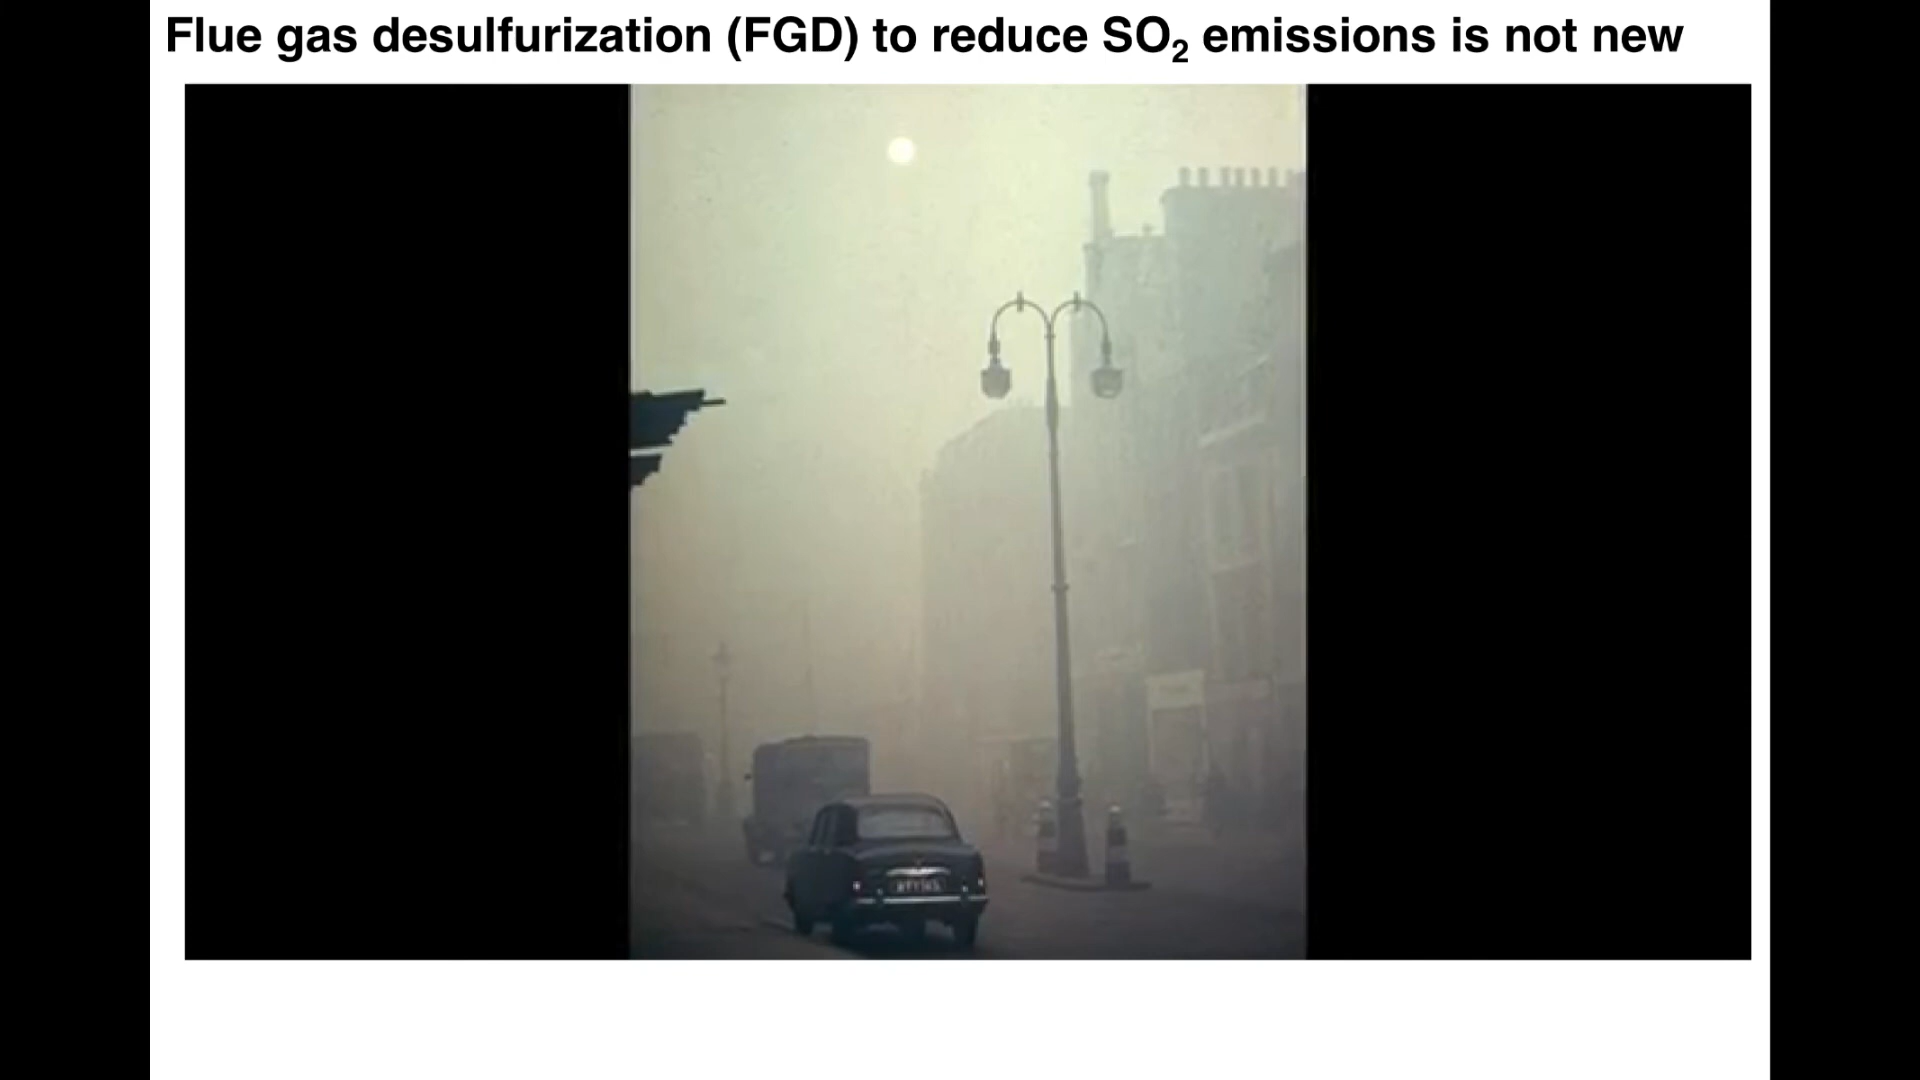 Flue gas desulfurization (FGD) to reduce SO₂ emissions is not new